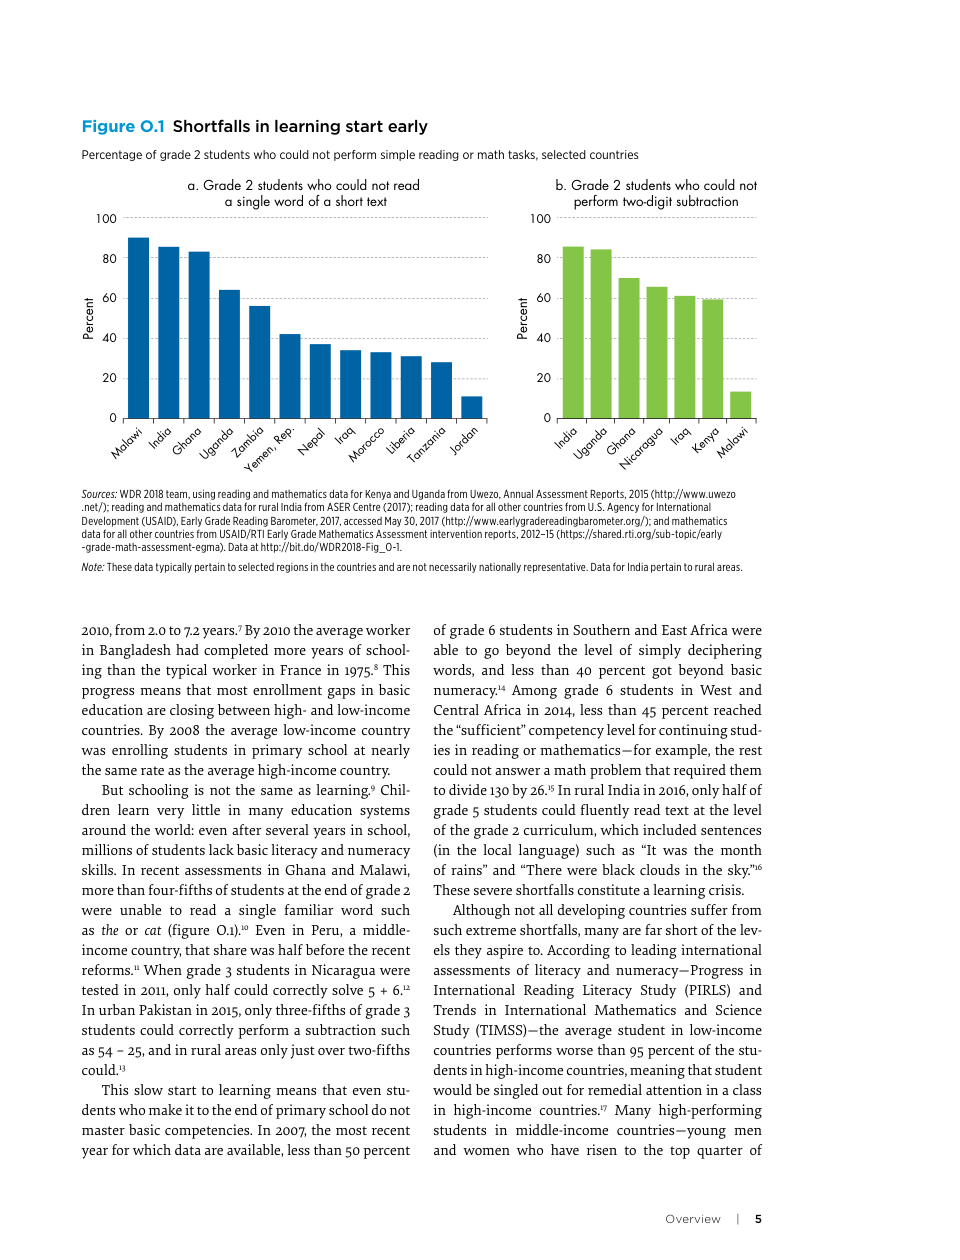 Figure O.1 Shortfalls in learning start early
Percentage of grade 2 students who could not perform simple reading or math tasks, selected countries
a. Grade 2 students who could not read
a single word of a short text
100
80
60
40
20
0
Percent
Malawi
India
Ghana
Uganda
Zambia
Yemen, Rep.
Nepal
Iraq
Morocco
Liberia
Tanzania
Jordan
b. Grade 2 students who could not
perform two-digit subtraction
100
80
60
40
20
0
Percent
India
Uganda
Ghana
Nicaragua
Iraq
Kenya
Malawi
Sources: WDR 2018 team, using reading and mathematics data for Kenya and Uganda from Uwezo, Annual Assessment Reports, 2015 (http://www.uwezo
.net/); reading and mathematics data for rural India from ASER Centre (2017); reading data for all other countries from U.S. Agency for International
Development (USAID), Early Grade Reading Barometer, 2017, accessed May 30, 2017 (http://www.earlygradereadingbarometer.org/); and mathematics
data for all other countries from USAID/RTI Early Grade Mathematics Assessment intervention reports, 2012–15 (https://shared.rti.org/sub-topic/early
-grade-math-assessment-egma). Data at http://bit.do/WDR2018-Fig_O-1.
Note: These data typically pertain to selected regions in the countries and are not necessarily nationally representative. Data for India pertain to rural areas.
2010, from 2.0 to 7.2 years.7 By 2010 the average worker
in Bangladesh had completed more years of school-
ing than the typical worker in France in 1975.8 This
progress means that most enrollment gaps in basic
education are closing between high- and low-income
countries. By 2008 the average low-income country
was enrolling students in primary school at nearly
the same rate as the average high-income country.
But schooling is not the same as learning.9 Chil-
dren learn very little in many education systems
around the world: even after several years in school,
millions of students lack basic literacy and numeracy
skills. In recent assessments in Ghana and Malawi,
more than four-fifths of students at the end of grade 2
were unable to read a single familiar word such
as the or cat (figure O.1).10 Even in Peru, a middle-
income country, that share was half before the recent
reforms.11 When grade 3 students in Nicaragua were
tested in 2011, only half could correctly solve 5 + 6.12
In urban Pakistan in 2015, only three-fifths of grade 3
students could correctly perform a subtraction such
as 54 – 25, and in rural areas only just over two-fifths
could.13
This slow start to learning means that even stu-
dents who make it to the end of primary school do not
master basic competencies. In 2007, the most recent
year for which data are available, less than 50 percent
of grade 6 students in Southern and East Africa were
able to go beyond the level of simply deciphering
words, and less than 40 percent got beyond basic
numeracy.14 Among grade 6 students in West and
Central Africa in 2014, less than 45 percent reached
the “sufficient” competency level for continuing stud-
ies in reading or mathematics—for example, the rest
could not answer a math problem that required them
to divide 130 by 26.15 In rural India in 2016, only half of
grade 5 students could fluently read text at the level
of the grade 2 curriculum, which included sentences
(in the local language) such as “It was the month
of rains” and “There were black clouds in the sky.”16
These severe shortfalls constitute a learning crisis.
Although not all developing countries suffer from
such extreme shortfalls, many are far short of the lev-
els they aspire to. According to leading international
assessments of literacy and numeracy—Progress in
International Reading Literacy Study (PIRLS) and
Trends in International Mathematics and Science
Study (TIMSS)—the average student in low-income
countries performs worse than 95 percent of the stu-
dents in high-income countries, meaning that student
would be singled out for remedial attention in a class
in high-income countries.17 Many high-performing
students in middle-income countries—young men
and women who have risen to the top quarter of
Overview | 5